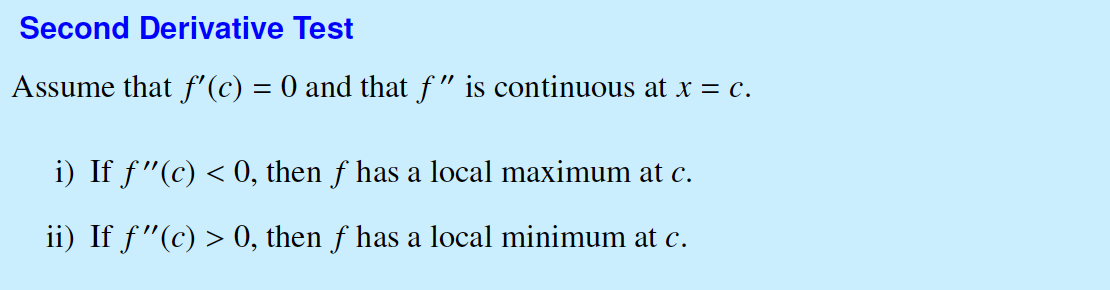 Second Derivative Test
Assume that f′(c) = 0 and that f″ is continuous at x = c.
i) If f″(c) < 0, then f has a local maximum at c.
ii) If f″(c) > 0, then f has a local minimum at c.